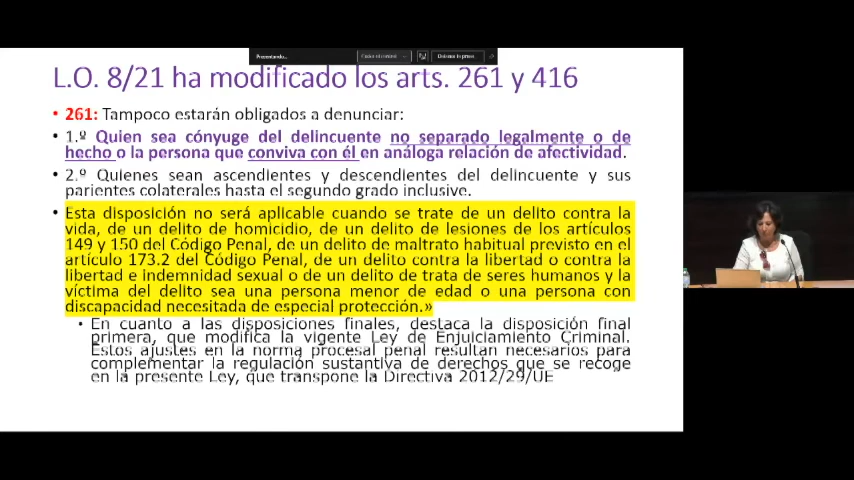 Presentando...
L.O. 8/21 ha modificado los arts. 261 y 416
• 261: Tampoco estarán obligados a denunciar:
• 1.º Quien sea cónyuge del delincuente no separado legalmente o de
hecho o la persona que conviva con él en análoga relación de afectividad.
• 2.º Quienes sean ascendientes y descendientes del delincuente y sus
parientes colaterales hasta el segundo grado inclusive.
• Esta disposición no será aplicable cuando se trate de un delito contra la
vida, de un delito de homicidio, de un delito de lesiones de los artículos
149 y 150 del Código Penal, de un delito de maltrato habitual previsto en el
artículo 173.2 del Código Penal, de un delito contra la libertad o contra la
libertad e indemnidad sexual o de un delito de trata de seres humanos y la
víctima del delito sea una persona menor de edad o una persona con
discapacidad necesitada de especial protección.»
• En cuanto a las disposiciones finales, destaca la disposición final
primera, que modifica la vigente Ley de Enjuiciamiento Criminal.
Estos ajustes en la norma procesal penal resultan necesarios para
complementar la regulación sustantiva de derechos que se recoge
en la presente Ley, que transpone la Directiva 2012/29/UE